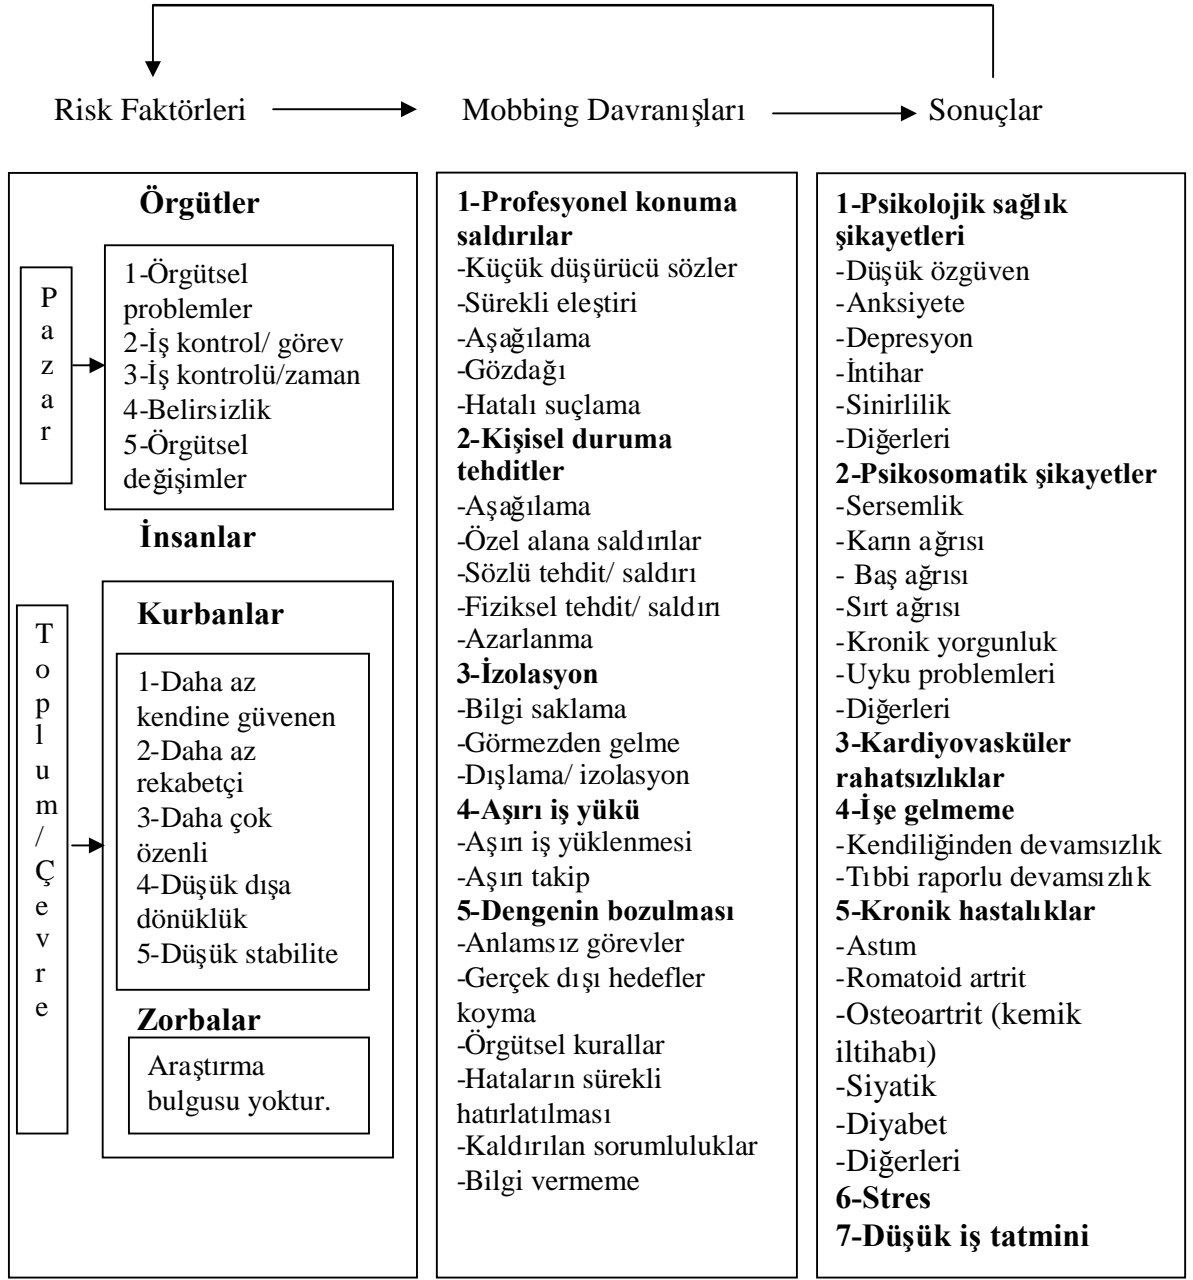 Risk Faktörleri
Mobbing Davranışları
Sonuçlar
Örgütler
Pazar
1-Örgütsel
problemler
2-İş kontrol/ görev
3-İş kontrolü/zaman
4-Belirsizlik
5-Örgütsel
değişimler
İnsanlar
Toplum/Çevre
Kurbanlar
1-Daha az
kendine güvenen
2-Daha az
rekabetçi
3-Daha çok
özenli
4-Düşük dışa
dönüklük
5-Düşük stabilite
Zorbalar
Araştırma
bulgusu yoktur.
1-Profesyonel konuma
saldırılar
-Küçük düşürücü sözler
-Sürekli eleştiri
-Aşağılama
-Gözdağı
-Hatalı suçlama
2-Kişisel duruma
tehditler
-Aşağılama
-Özel alana saldırılar
-Sözlü tehdit/ saldırı
-Fiziksel tehdit/ saldırı
-Azarlanma
3-İzolasyon
-Bilgi saklama
-Görmezden gelme
-Dışlama/ izolasyon
4-Aşırı iş yükü
-Aşırı iş yüklenmesi
-Aşırı takip
5-Dengenin bozulması
-Anlamsız görevler
-Gerçek dışı hedefler
koyma
-Örgütsel kurallar
-Hataların sürekli
hatırlatılması
-Kaldırılan sorumluluklar
-Bilgi vermeme
1-Psikolojik sağlık
şikayetleri
-Düşük özgüven
-Anksiyete
-Depresyon
-İntihar
-Sinirlilik
-Diğerleri
2-Psikosomatik şikayetler
-Sersemlik
-Karın ağrısı
- Baş ağrısı
-Sırt ağrısı
-Kronik yorgunluk
-Uyku problemleri
-Diğerleri
3-Kardiyovasküler
rahatsızlıklar
4-İşe gelmeme
-Kendiliğinden devamsızlık
-Tıbbi raporlu devamsızlık
5-Kronik hastalıklar
-Astım
-Romatoid artrit
-Osteoartrit (kemik
iltihabı)
-Siyatik
-Diyabet
-Diğerleri
6-Stres
7-Düşük iş tatmini